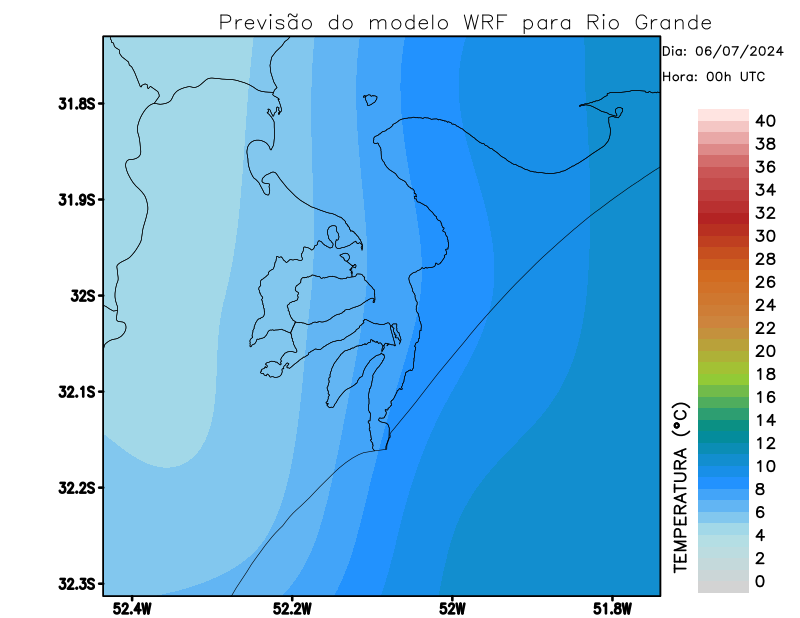 Previsão do modelo WRF para Rio Grande
Dia: 06/07/2024
Hora: 00h UTC
31.8S
31.9S
32S
32.1S
32.2S
32.3S
52.4W
52.2W
52W
51.8W
40
38
36
34
32
30
28
26
24
22
20
18
16
14
12
10
8
6
4
2
0
TEMPERATURA (ºC)